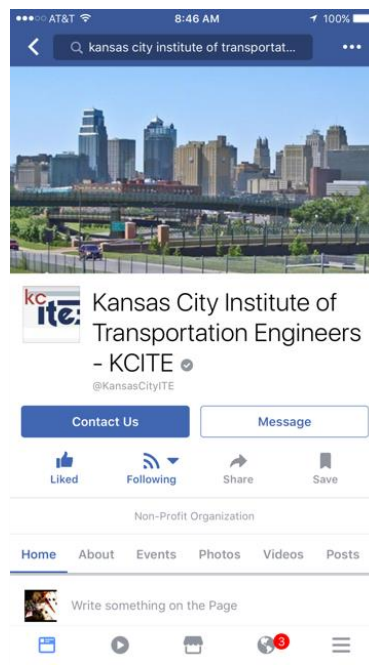 AT&T 8:46 AM 100%
kansas city institute of transportat...
kc
ite
Kansas City Institute of
Transportation Engineers
- KCITE
@KansasCityITE
Contact Us Message
Liked Following Share Save
Non-Profit Organization
Home About Events Photos Videos Posts
Write something on the Page
3